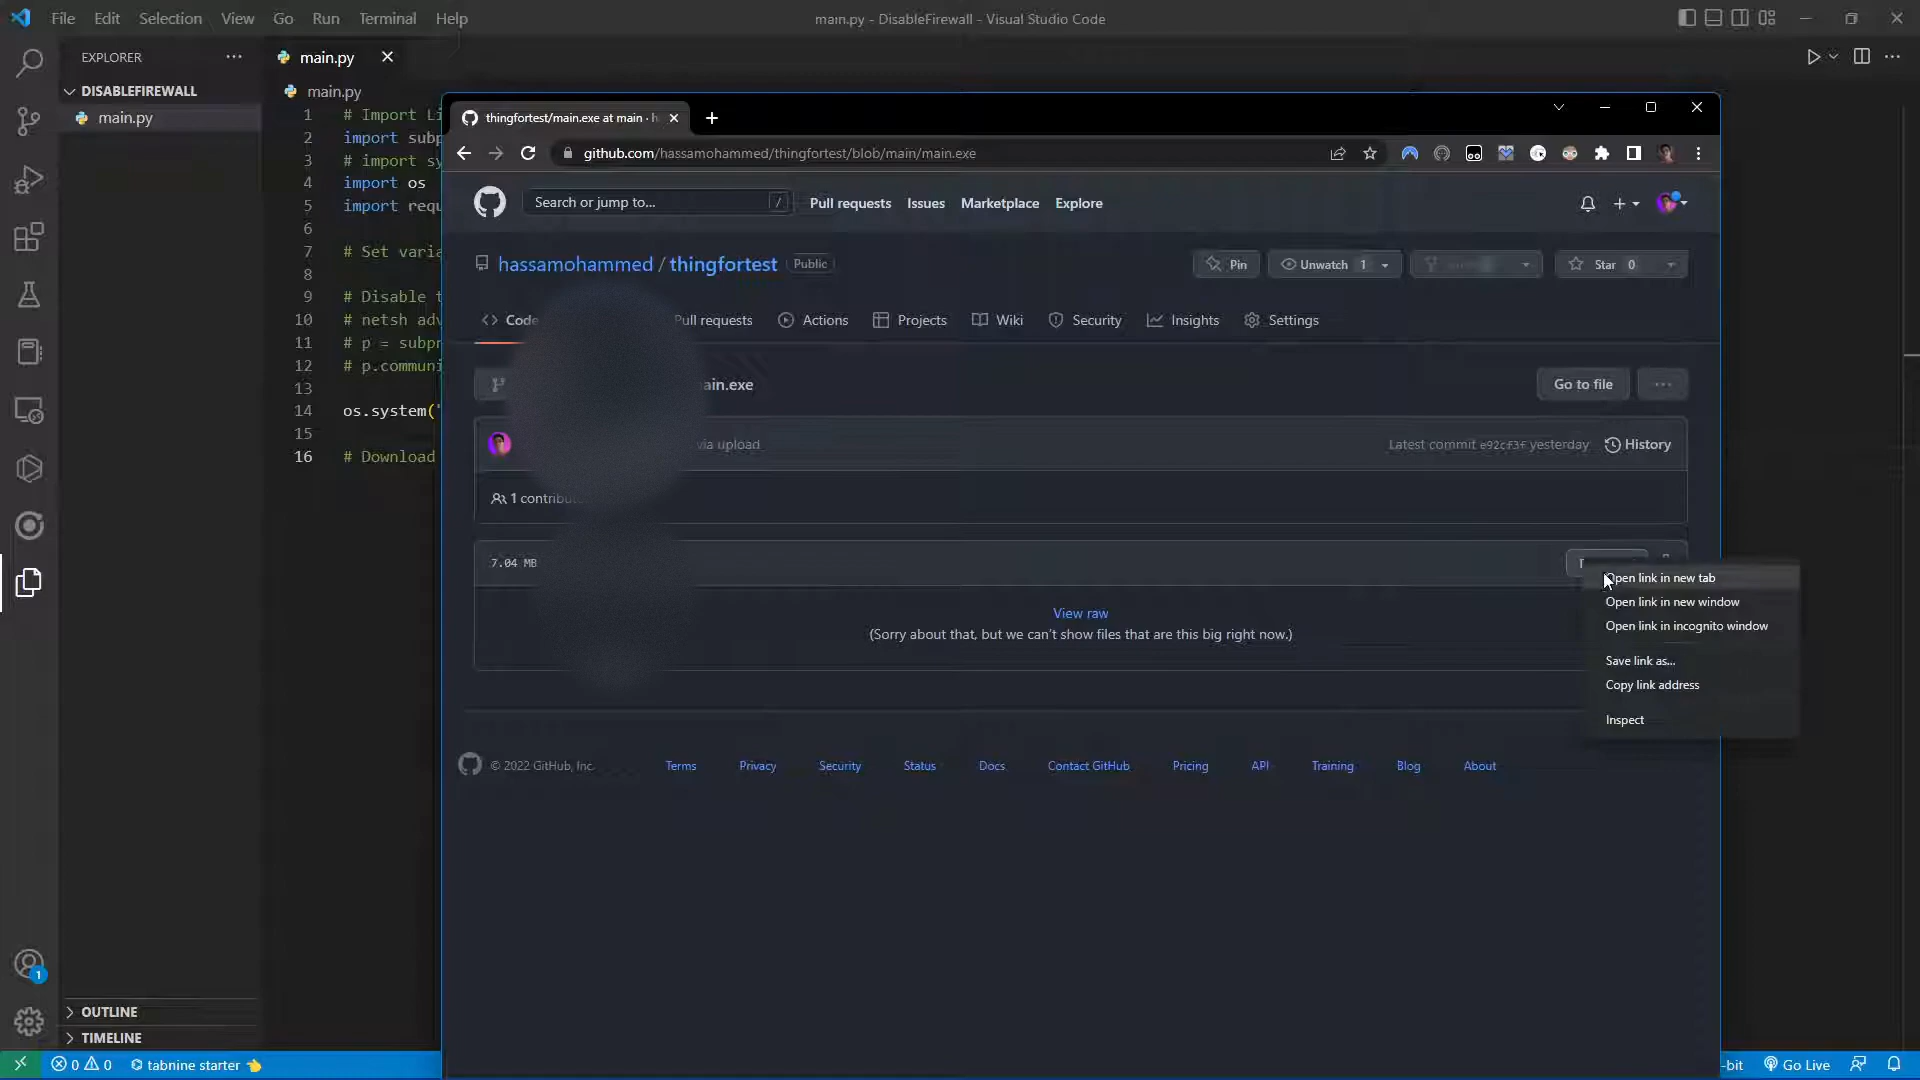 File Edit Selection View Go Run Terminal Help
main.py - DisableFirewall - Visual Studio Code
EXPLORER
DISABLEFIREWALL
main.py
OUTLINE
TIMELINE
main.py
main.py
1 # Import
2 import
3 # import
4 import os
5 import
6
7 # Set
8
9 # Disable
10 # netsh
11 # p =
12 #
13
14 os.system("
15
16 # Download
thingfortest/main.exe at main · h
github.com/hassamohammed/thingfortest/blob/main/main.exe
Search or jump to... /
Pull requests Issues Marketplace Explore
hassamohammed / thingfortest Public
Pin Unwatch 1 Star 0
<> Code Pull requests Actions Projects Wiki Security Insights Settings
main.exe Go to file ...
via upload Latest commit e92cf3f yesterday History
1
7.04 MB
View raw
(Sorry about that, but we can't show files that are this big right now.)
Open link in new tab
Open link in new window
Open link in incognito window
Save link as...
Copy link address
Inspect
© 2022 GitHub, Inc. Terms Privacy Security Status Docs Contact GitHub Pricing API Training Blog About
1
0 0 tabnine starter 👈
-bit Go Live